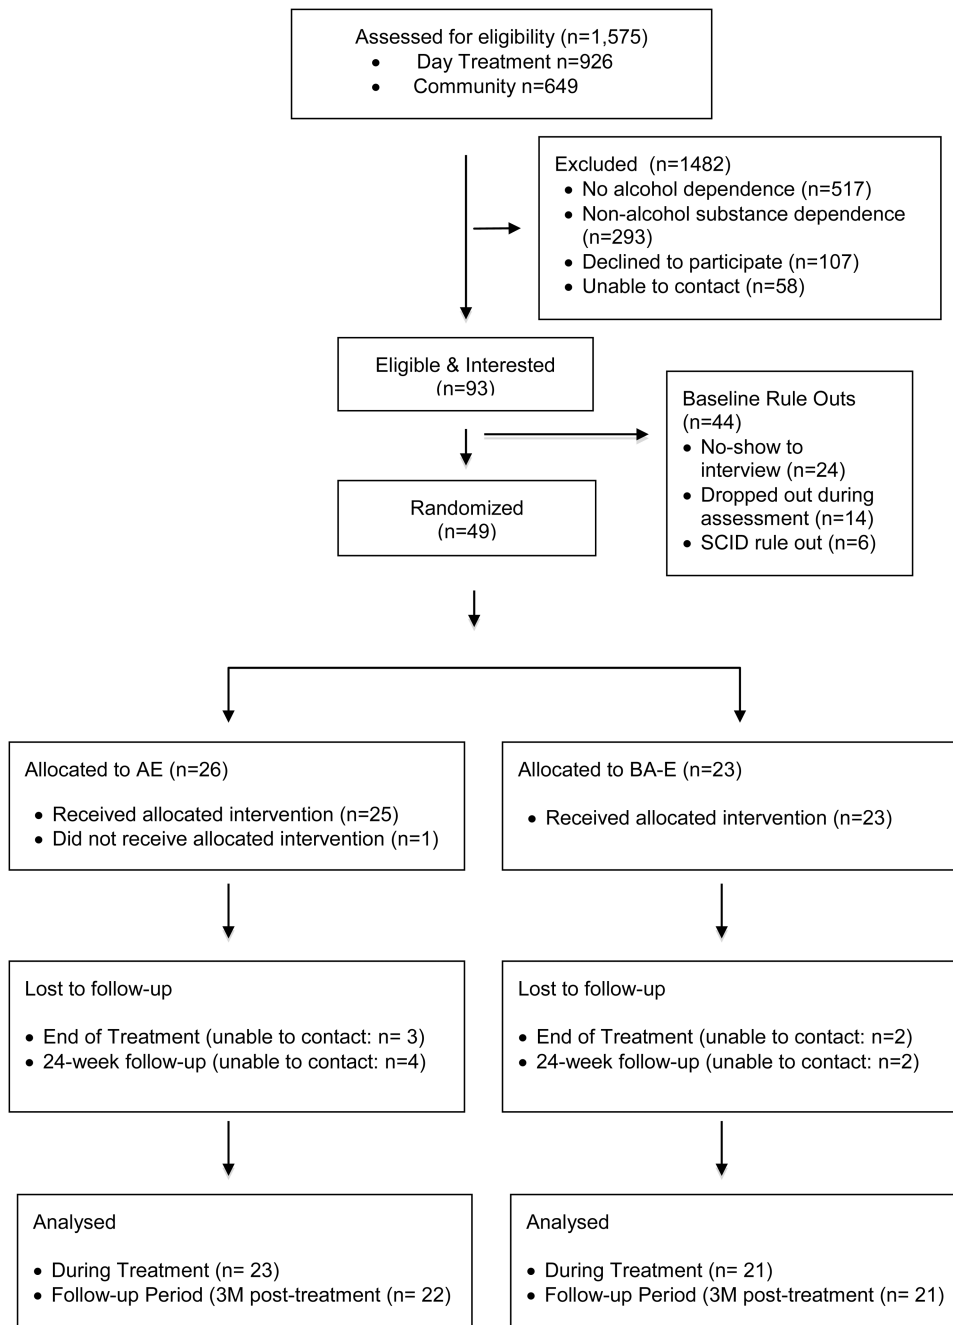 Assessed for eligibility (n=1,575)
• Day Treatment n=926
• Community n=649
Excluded (n=1482)
• No alcohol dependence (n=517)
• Non-alcohol substance dependence
(n=293)
• Declined to participate (n=107)
• Unable to contact (n=58)
Eligible & Interested
(n=93)
Baseline Rule Outs
(n=44)
• No-show to
interview (n=24)
• Dropped out during
assessment (n=14)
• SCID rule out (n=6)
Randomized
(n=49)
Allocated to AE (n=26)
• Received allocated intervention (n=25)
• Did not receive allocated intervention (n=1)
Allocated to BA-E (n=23)
• Received allocated intervention (n=23)
Lost to follow-up
• End of Treatment (unable to contact: n= 3)
• 24-week follow-up (unable to contact: n=4)
Lost to follow-up
• End of Treatment (unable to contact: n=2)
• 24-week follow-up (unable to contact: n=2)
Analysed
• During Treatment (n= 23)
• Follow-up Period (3M post-treatment (n= 22)
Analysed
• During Treatment (n= 21)
• Follow-up Period (3M post-treatment (n= 21)